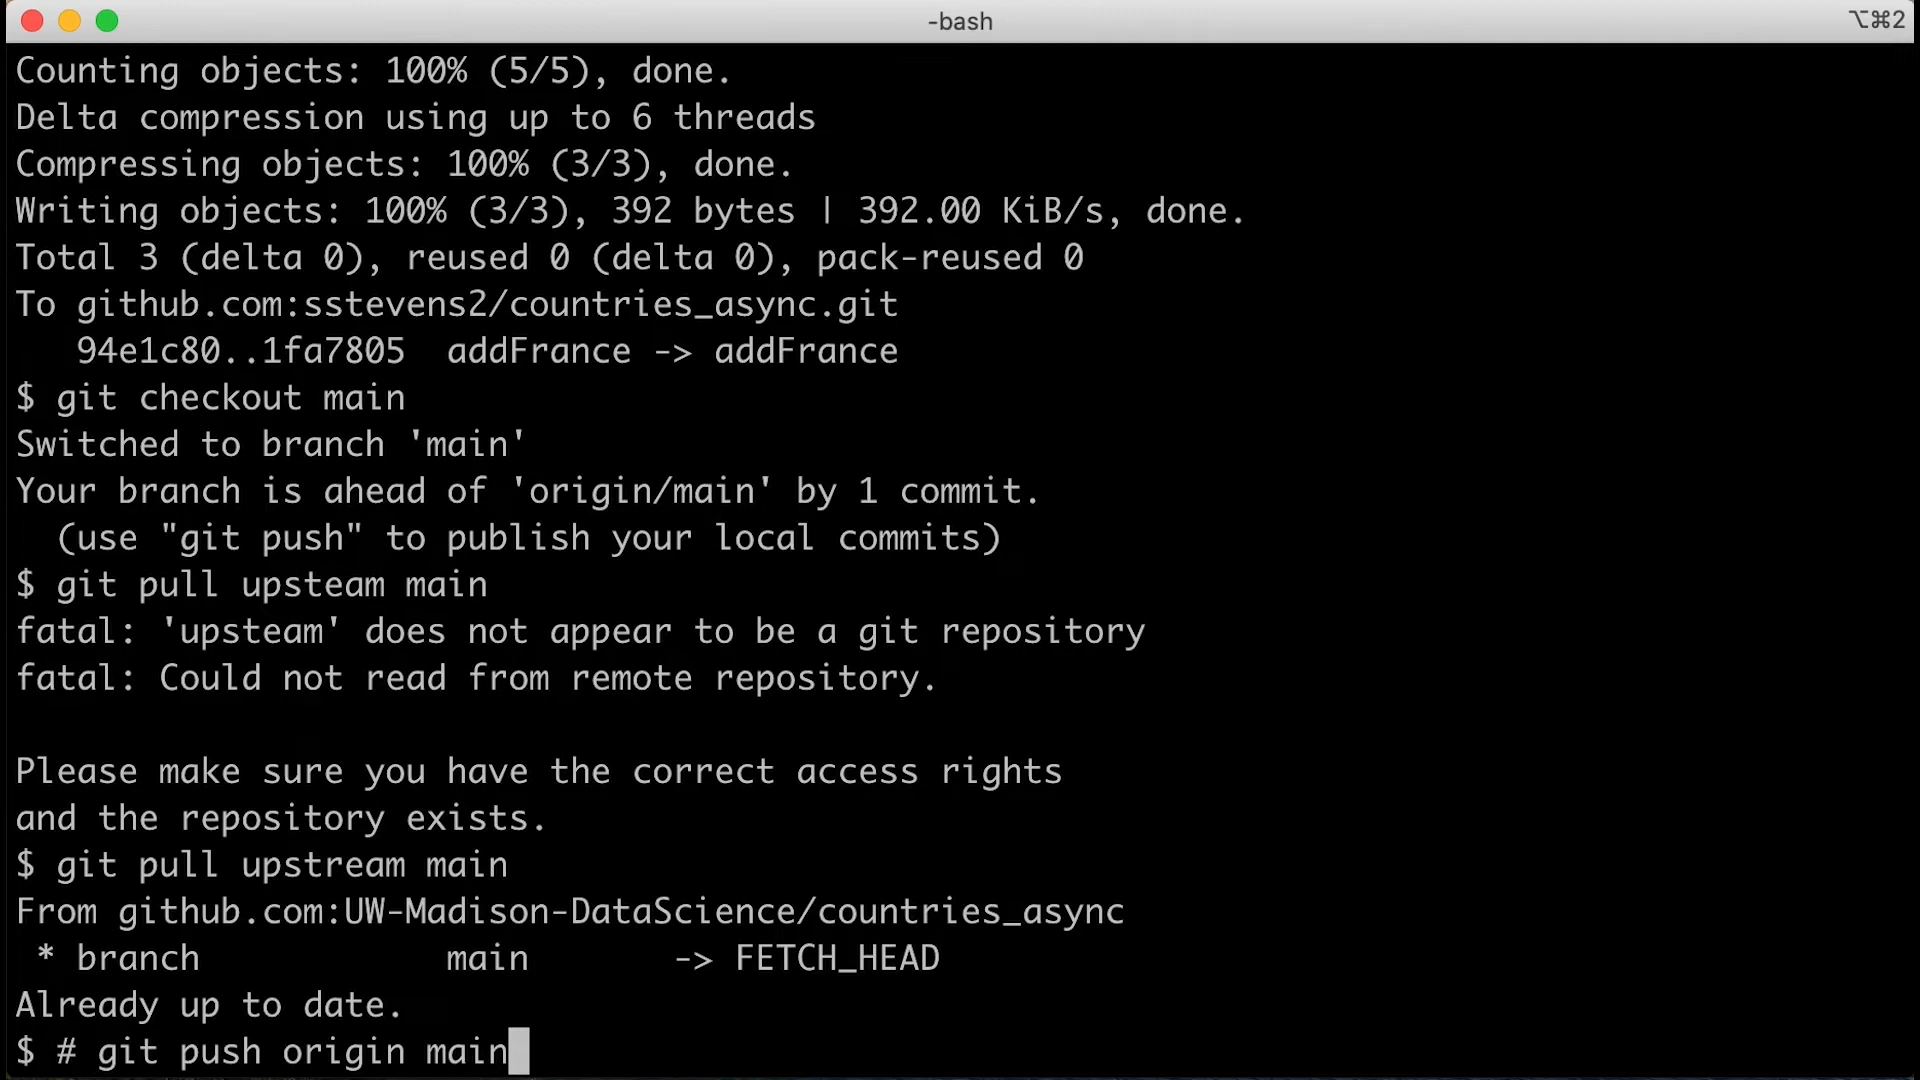 -bash
⌥⌘2
Counting objects: 100% (5/5), done.
Delta compression using up to 6 threads
Compressing objects: 100% (3/3), done.
Writing objects: 100% (3/3), 392 bytes | 392.00 KiB/s, done.
Total 3 (delta 0), reused 0 (delta 0), pack-reused 0
To github.com:sstevens2/countries_async.git
   94e1c80..1fa7805  addFrance -> addFrance
$ git checkout main
Switched to branch 'main'
Your branch is ahead of 'origin/main' by 1 commit.
  (use "git push" to publish your local commits)
$ git pull upsteam main
fatal: 'upsteam' does not appear to be a git repository
fatal: Could not read from remote repository.

Please make sure you have the correct access rights
and the repository exists.
$ git pull upstream main
From github.com:UW-Madison-DataScience/countries_async
 * branch            main       -> FETCH_HEAD
Already up to date.
$ # git push origin main